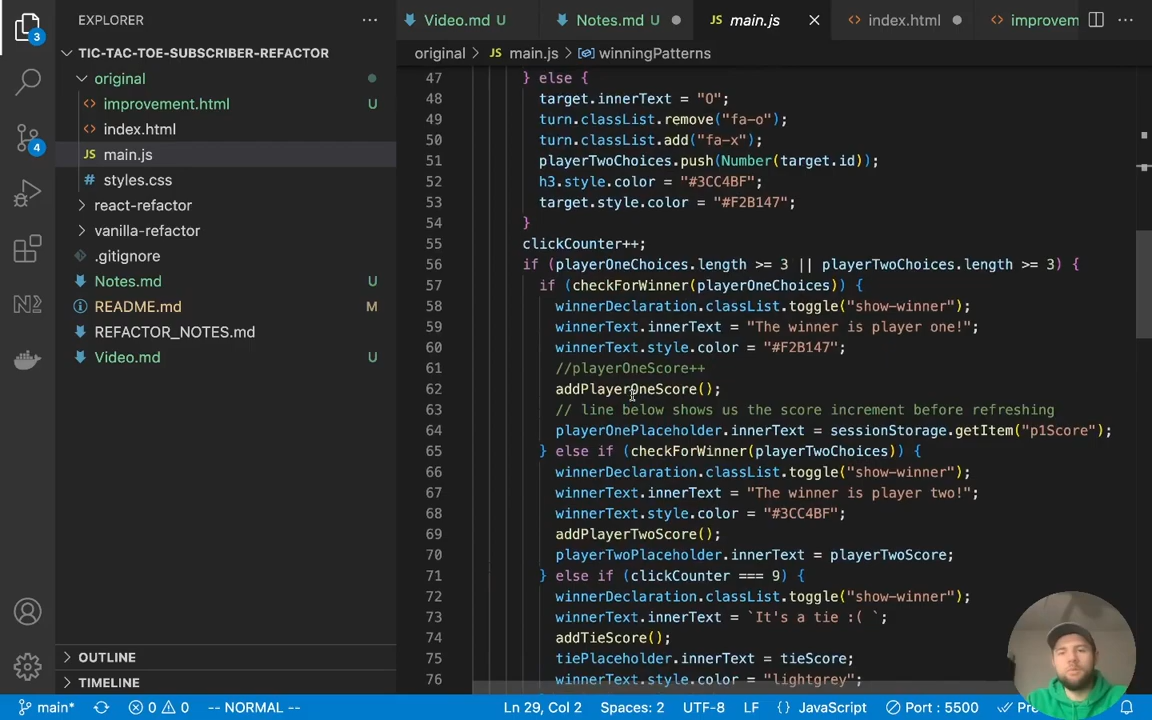 EXPLORER
Video.md U
Notes.md U
JS main.js
<> index.html
<> improvem
TIC-TAC-TOE-SUBSCRIBER-REFACTOR
original > JS main.js > winningPatterns
original
<> improvement.html U
<> index.html
JS main.js
# styles.css
react-refactor
vanilla-refactor
.gitignore
Notes.md U
README.md M
REFACTOR_NOTES.md
Video.md U
3
4
47 } else {
48 target.innerText = "O";
49 turn.classList.remove("fa-o");
50 turn.classList.add("fa-x");
51 playerTwoChoices.push(Number(target.id));
52 h3.style.color = "#3CC4BF";
53 target.style.color = "#F2B147";
54 }
55 clickCounter++;
56 if (playerOneChoices.length >= 3 || playerTwoChoices.length >= 3) {
57 if (checkForWinner(playerOneChoices)) {
58 winnerDeclaration.classList.toggle("show-winner");
59 winnerText.innerText = "The winner is player one!";
60 winnerText.style.color = "#F2B147";
61 //playerOneScore++
62 addPlayerOneScore();
63 // line below shows us the score increment before refreshing
64 playerOnePlaceholder.innerText = sessionStorage.getItem("p1Score");
65 } else if (checkForWinner(playerTwoChoices)) {
66 winnerDeclaration.classList.toggle("show-winner");
67 winnerText.innerText = "The winner is player two!";
68 winnerText.style.color = "#3CC4BF";
69 addPlayerTwoScore();
70 playerTwoPlaceholder.innerText = playerTwoScore;
71 } else if (clickCounter === 9) {
72 winnerDeclaration.classList.toggle("show-winner");
73 winnerText.innerText = `It's a tie :( `;
74 addTieScore();
75 tiePlaceholder.innerText = tieScore;
76 winnerText.style.color = "lightgrey";
OUTLINE
TIMELINE
main* 0 0 -- NORMAL -- Ln 29, Col 2 Spaces: 2 UTF-8 LF {} JavaScript Port : 5500 Pre